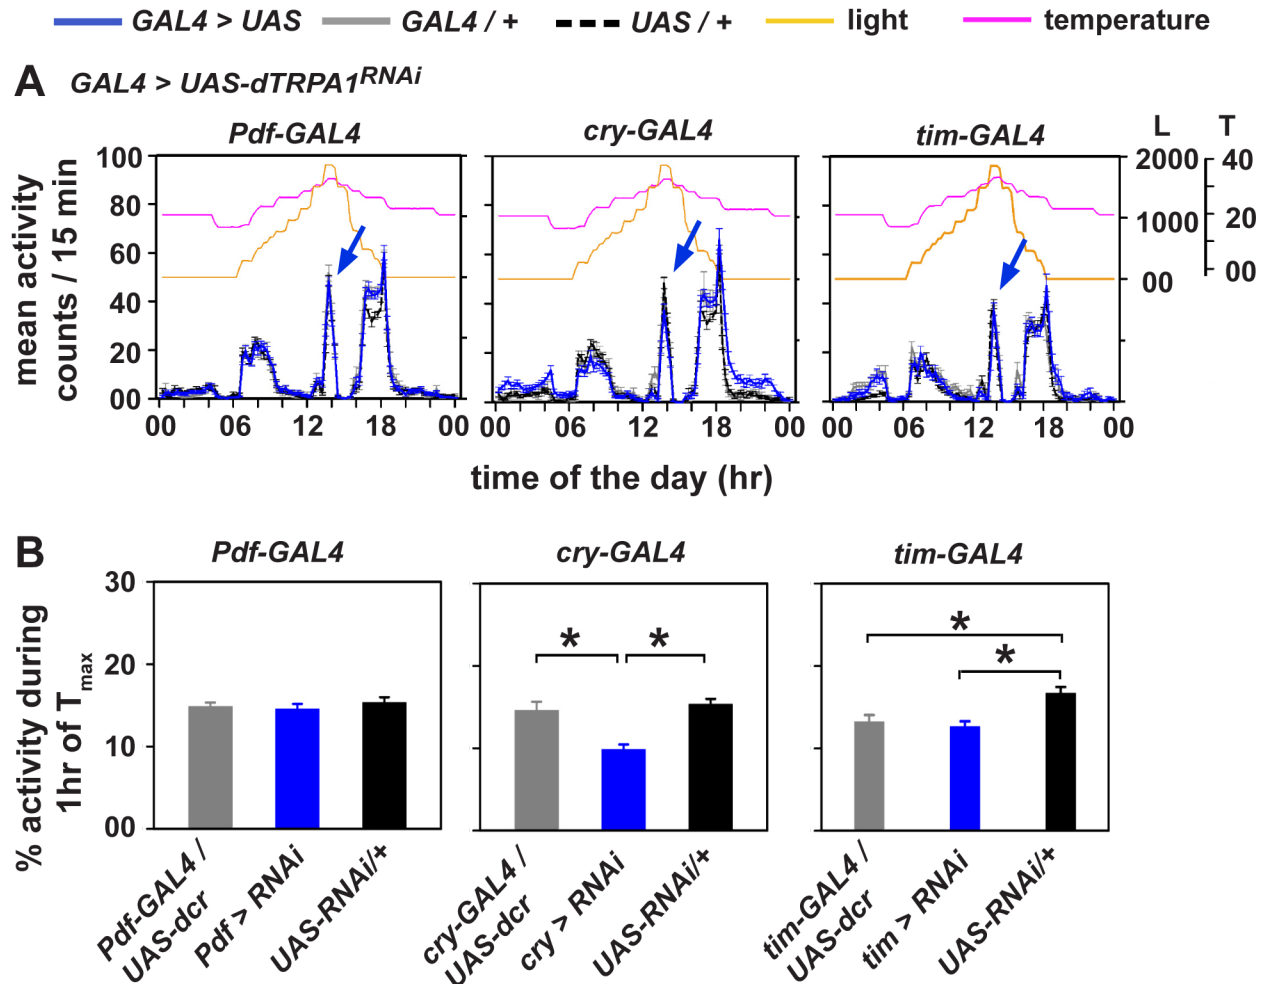 GAL4 > UAS GAL4 / + UAS / + light temperature
A GAL4 > UAS-dTRPA1RNAi
Pdf-GAL4 cry-GAL4 tim-GAL4 L T
mean activity
counts / 15 min
100 2000 40
80
60 1000 20
40 00 00
20
00
00 06 12 18 00 00 06 12 18 00 00 06 12 18 00
time of the day (hr)
B Pdf-GAL4 cry-GAL4 tim-GAL4
% activity during
1hr of Tmax
30
20
10
00
* * * *
Pdf-GAL4 /
UAS-dcr
Pdf > RNAi
UAS-RNAi/+
cry-GAL4 /
UAS-dcr
cry > RNAi
UAS-RNAi/+
tim-GAL4 /
UAS-dcr
tim > RNAi
UAS-RNAi/+